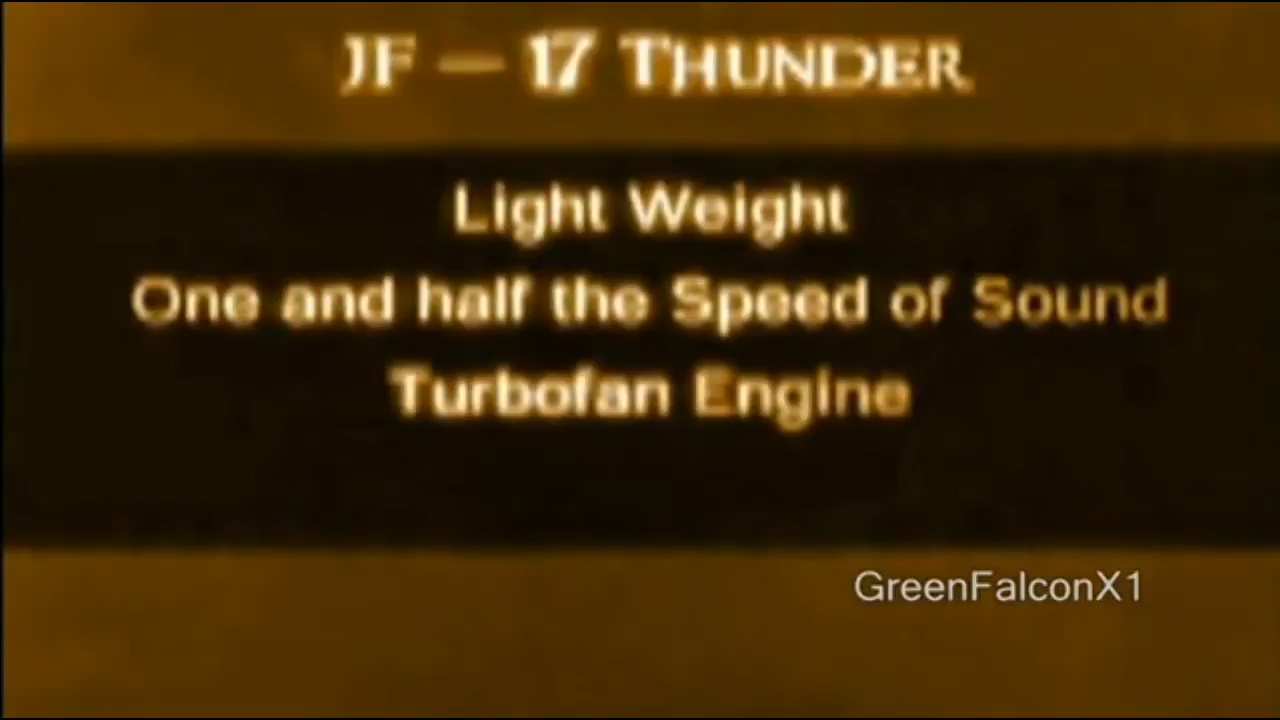 JF — 17 THUNDER
Light Weight
One and half the Speed of Sound
Turbofan Engine
GreenFalconX1